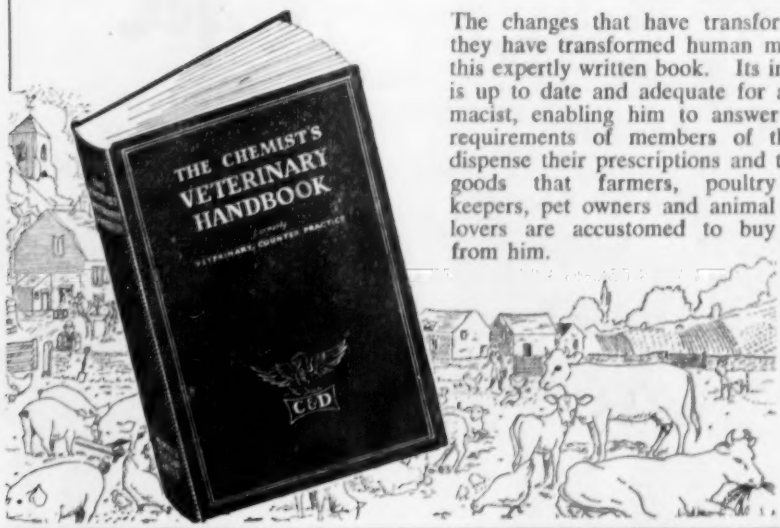 The changes that have transfor
they have transformed human m
this expertly written book. Its in
is up to date and adequate for a
macist, enabling him to answer
requirements of members of th
dispense their prescriptions and t
goods that farmers, poultry
keepers, pet owners and animal
lovers are accustomed to buy
from him.
THE CHEMIST'S
VETERINARY
HANDBOOK
formerly
VETERINARY COUNTER PRACTICE
C&D